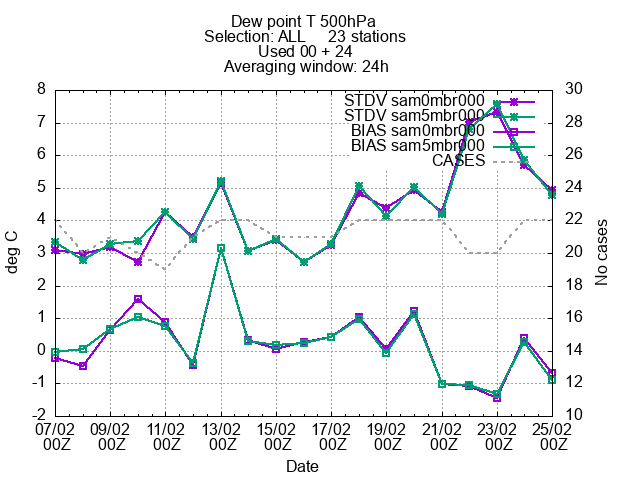 Dew point T 500hPa
Selection: ALL     23 stations
Used 00 + 24
Averaging window: 24h
8 30
STDV sam0mbr000
STDV sam5mbr000
BIAS sam0mbr000
BIAS sam5mbr000
CASES
7 28
6 26
5 24
4 22
3 20
2 18
1 16
0 14
-1 12
-2 10
deg C
No cases
07/02 09/02 11/02 13/02 15/02 17/02 19/02 21/02 23/02 25/02
00Z 00Z 00Z 00Z 00Z 00Z 00Z 00Z 00Z 00Z
Date